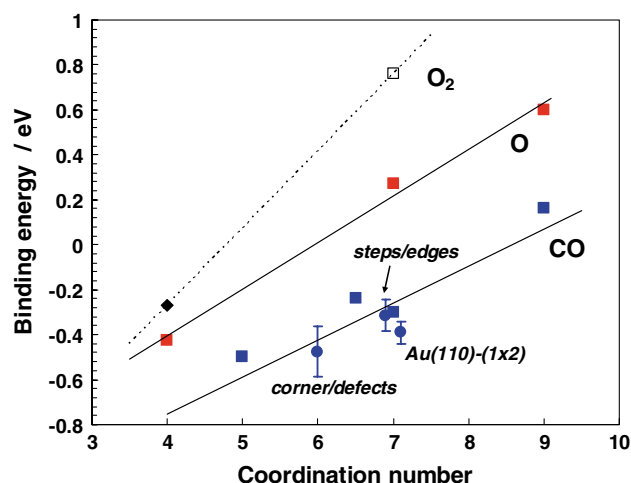 1
0.8
0.6
0.4
0.2
0
-0.2
-0.4
-0.6
-0.8
Binding energy / eV
O₂
O
CO
steps/edges
Au(110)-(1x2)
corner/defects
3 4 5 6 7 8 9 10
Coordination number